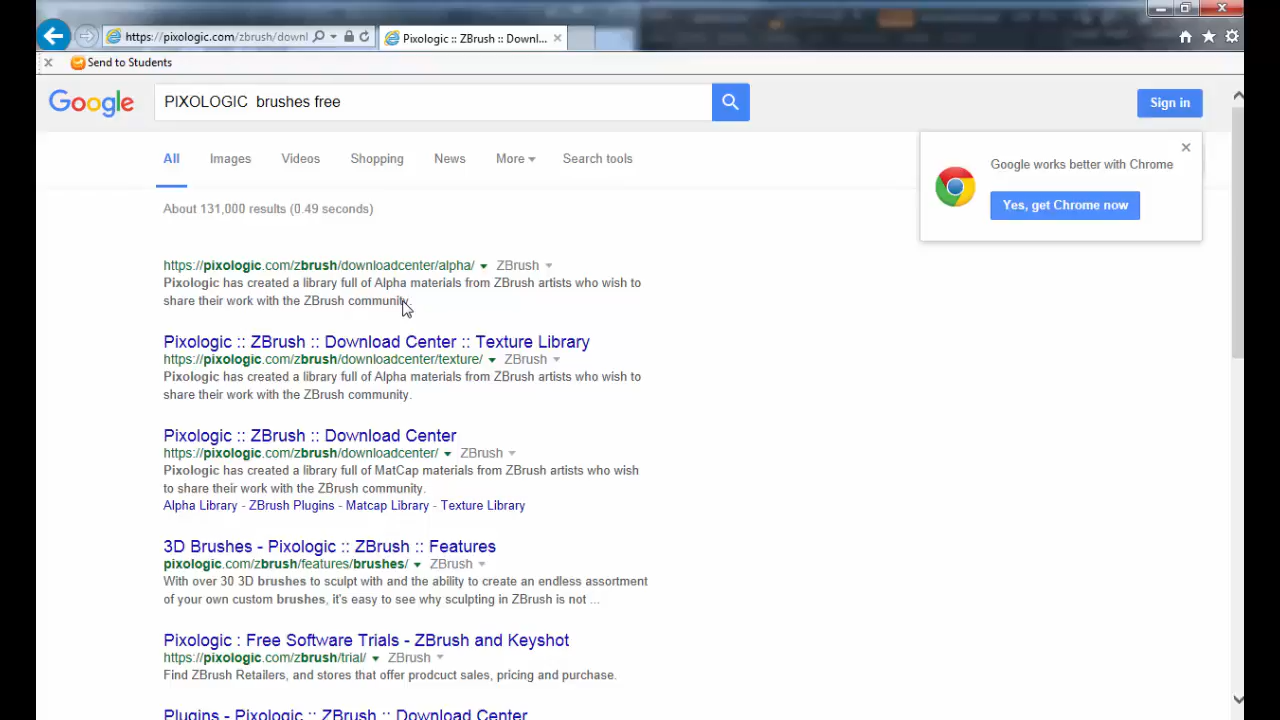 https://pixologic.com/zbrush/downl
Pixologic :: ZBrush :: Downl...
Send to Students
Google
PIXOLOGIC  brushes free
Sign in
All
Images
Videos
Shopping
News
More
Search tools
Google works better with Chrome
Yes, get Chrome now
About 131,000 results (0.49 seconds)
https://pixologic.com/zbrush/downloadcenter/alpha/ ZBrush
Pixologic has created a library full of Alpha materials from ZBrush artists who wish to
share their work with the ZBrush community.
Pixologic :: ZBrush :: Download Center :: Texture Library
https://pixologic.com/zbrush/downloadcenter/texture/ ZBrush
Pixologic has created a library full of Alpha materials from ZBrush artists who wish to
share their work with the ZBrush community.
Pixologic :: ZBrush :: Download Center
https://pixologic.com/zbrush/downloadcenter/ ZBrush
Pixologic has created a library full of MatCap materials from ZBrush artists who wish
to share their work with the ZBrush community.
Alpha Library - ZBrush Plugins - Matcap Library - Texture Library
3D Brushes - Pixologic :: ZBrush :: Features
pixologic.com/zbrush/features/brushes/ ZBrush
With over 30 3D brushes to sculpt with and the ability to create an endless assortment
of your own custom brushes, it's easy to see why sculpting in ZBrush is not ...
Pixologic : Free Software Trials - ZBrush and Keyshot
https://pixologic.com/zbrush/trial/ ZBrush
Find ZBrush Retailers, and stores that offer prodcuct sales, pricing and purchase.
Plugins - Pixologic :: ZBrush :: Download Center